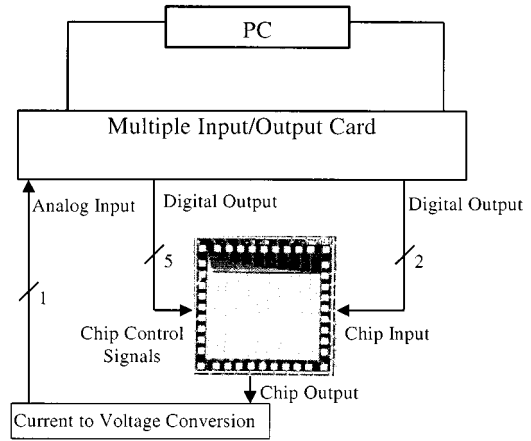 PC
Multiple Input/Output Card
Analog Input
Digital Output
Digital Output
5
2
1
Chip Control
Signals
Chip Input
Chip Output
Current to Voltage Conversion